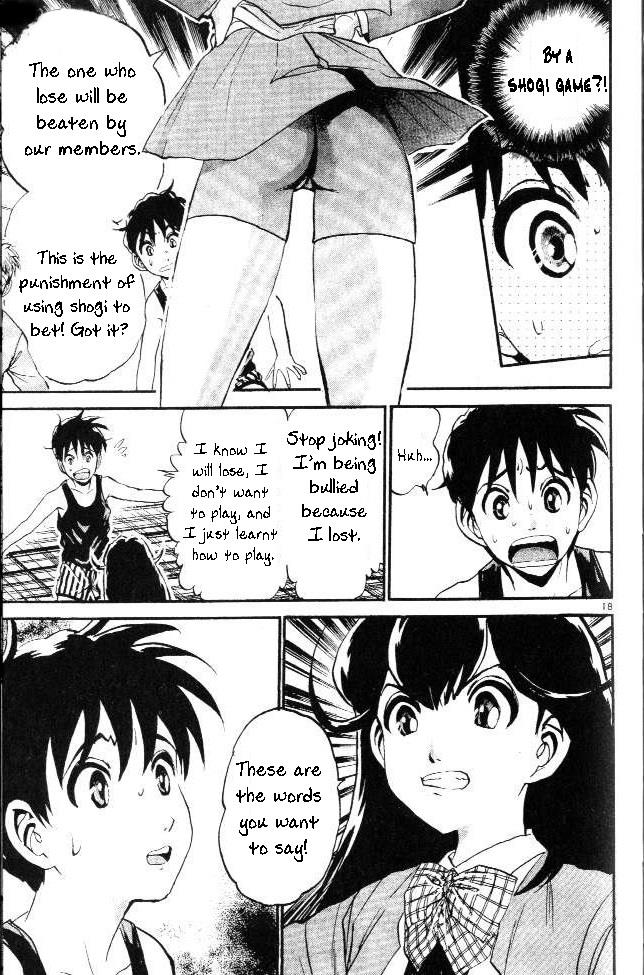 BY A
SHOGI GAME?!
The one who
lose will be
beaten by
our members.
This is the
punishment of
using shogi to
bet! Got it?
Huh...
Stop joking!
I'm being
bullied
because
I lost.
I know I
will lose, I
don't want
to play, and
I just learnt
how to play.
18
These are
the words
you want
to say!